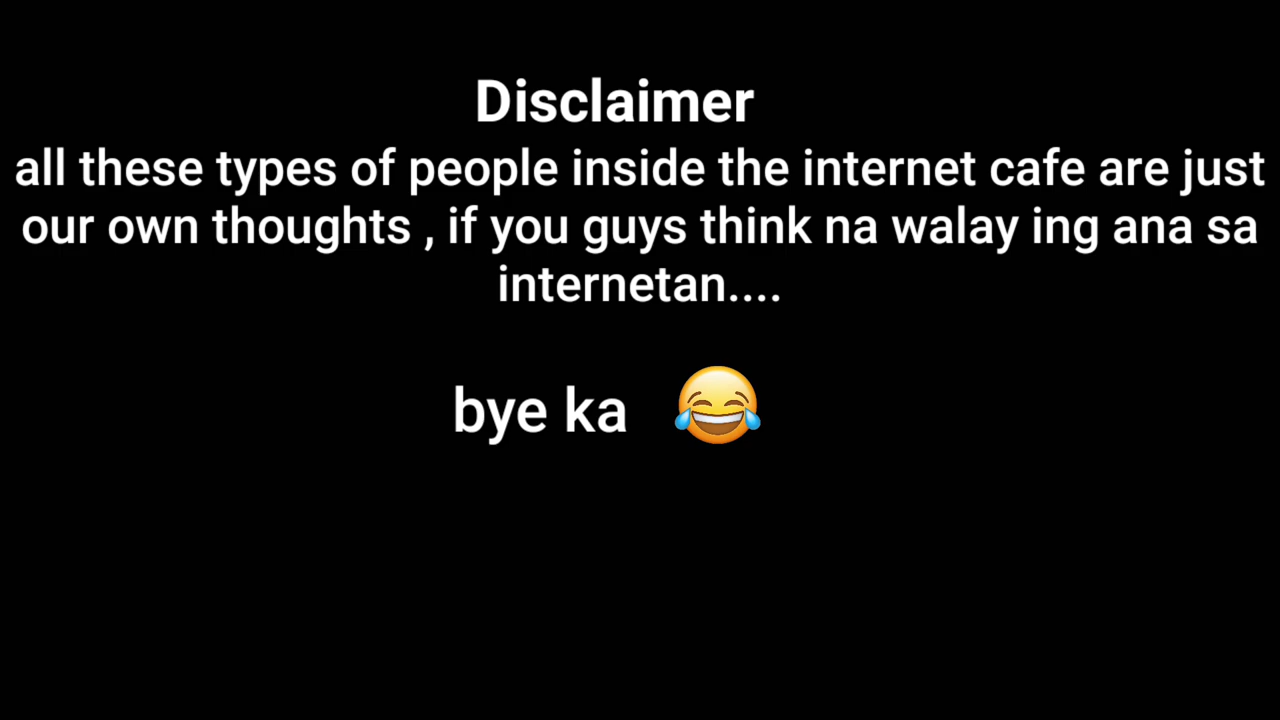 Disclaimer
all these types of people inside the internet cafe are just
our own thoughts , if you guys think na walay ing ana sa
internetan....
bye ka 😂